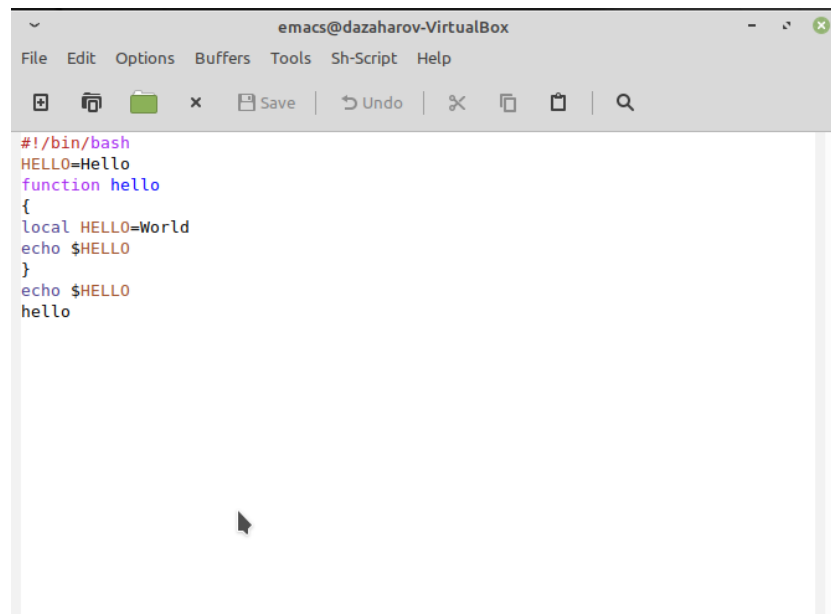 emacs@dazaharov-VirtualBox
File Edit Options Buffers Tools Sh-Script Help
Save Undo
#!/bin/bash
HELLO=Hello
function hello
{
local HELLO=World
echo $HELLO
}
echo $HELLO
hello